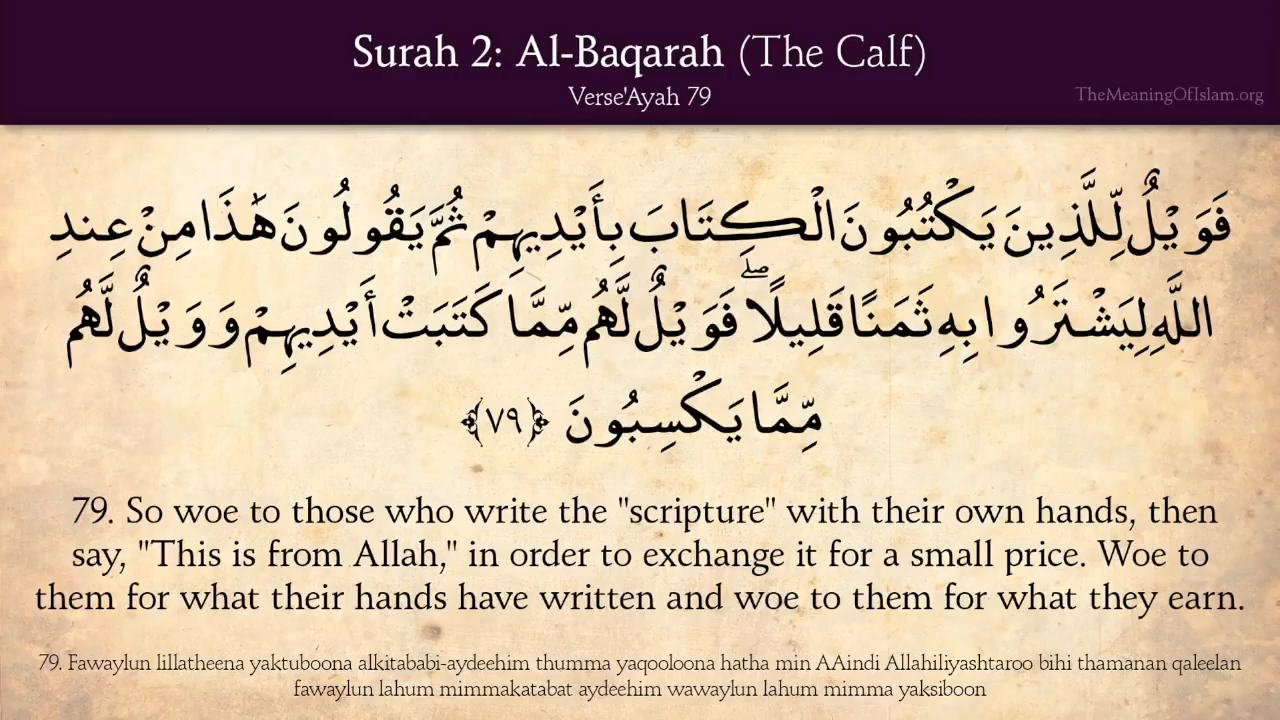 Surah 2: Al-Baqarah (The Calf)
Verse'Ayah 79
TheMeaningOfIslam.org
فَوَيْلٌ لِّلَّذِينَ يَكْتُبُونَ الْكِتَابَ بِأَيْدِيهِمْ ثُمَّ يَقُولُونَ هَٰذَا مِنْ عِندِ
اللَّهِ لِيَشْتَرُوا بِهِ ثَمَنًا قَلِيلًا ۖ فَوَيْلٌ لَّهُم مِّمَّا كَتَبَتْ أَيْدِيهِمْ وَوَيْلٌ لَّهُم
مِّمَّا يَكْسِبُونَ ﴿٧٩﴾
79. So woe to those who write the "scripture" with their own hands, then
say, "This is from Allah," in order to exchange it for a small price. Woe to
them for what their hands have written and woe to them for what they earn.
79. Fawaylun lillatheena yaktuboona alkitababi-aydeehim thumma yaqooloona hatha min AAindi Allahiliyashtaroo bihi thamanan qaleelan
fawaylun lahum mimmakatabat aydeehim wawaylun lahum mimma yaksiboon